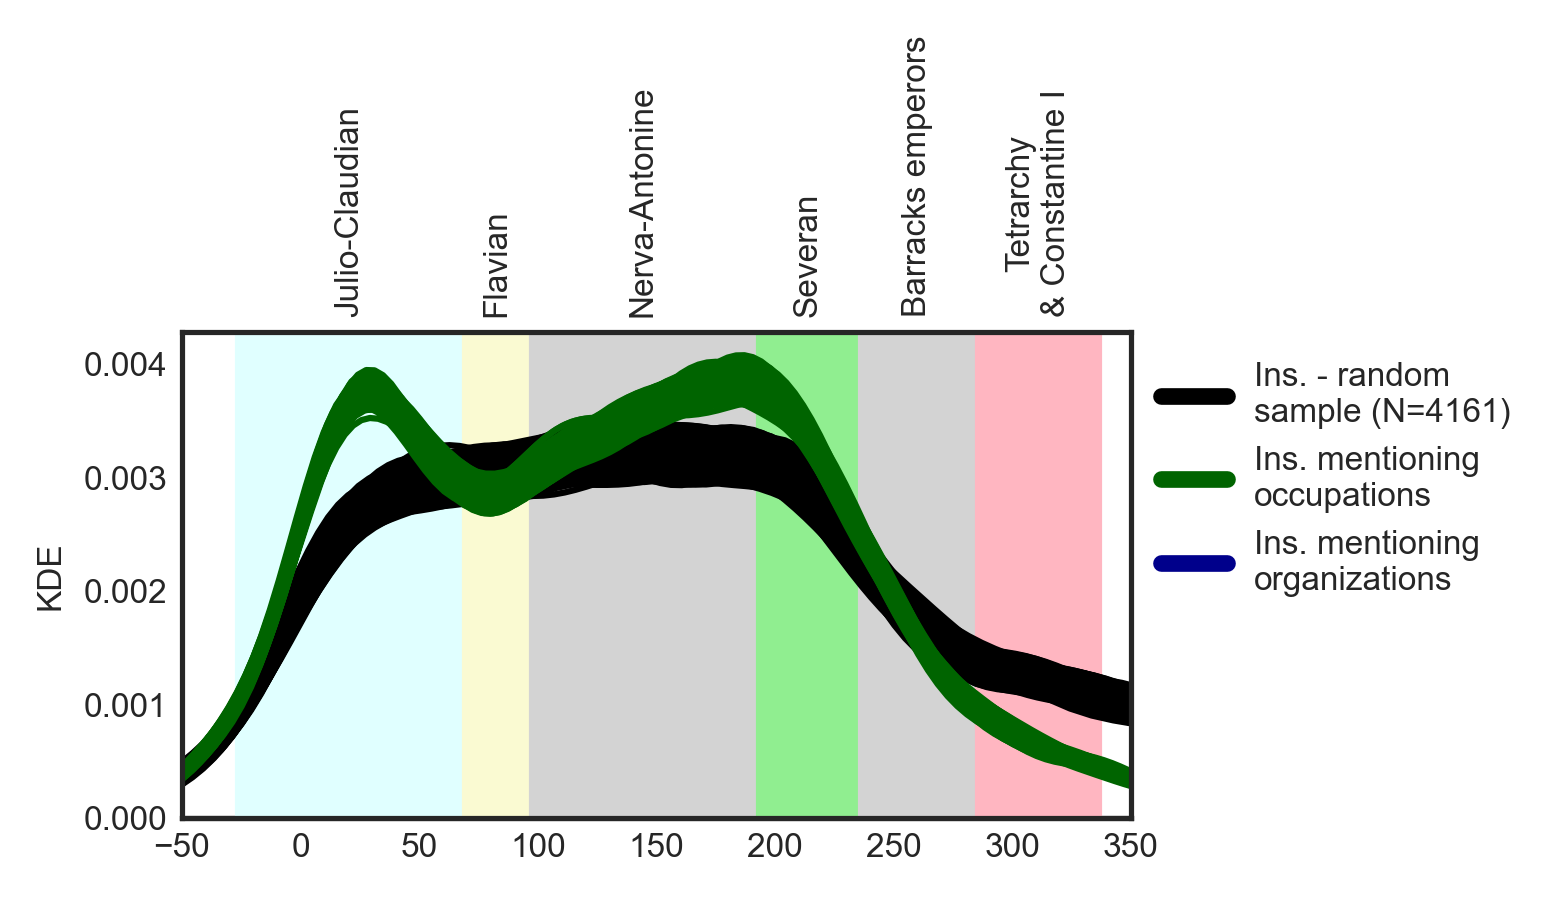 Julio-Claudian
Flavian
Nerva-Antonine
Severan
Barracks emperors
Tetrarchy
& Constantine I
KDE
0.004
0.003
0.002
0.001
0.000
−50
0
50
100
150
200
250
300
350
Ins. - random
sample (N=4161)
Ins. mentioning
occupations
Ins. mentioning
organizations